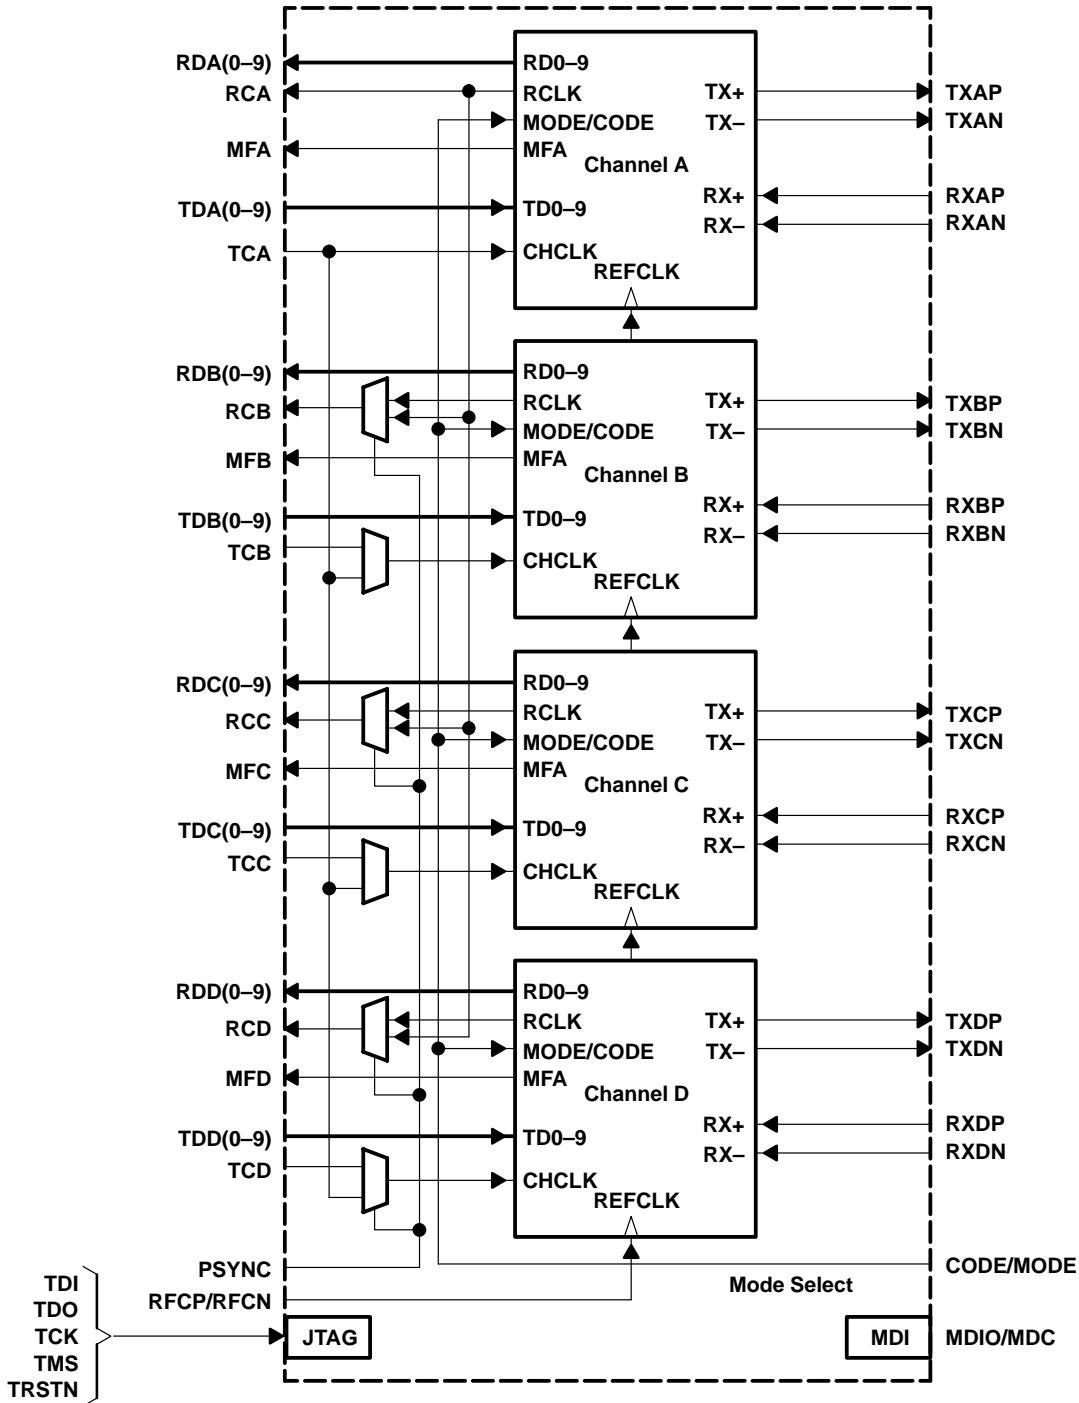 RDA(0–9)
RCA
MFA
TDA(0–9)
TCA
RD0–9
RCLK
MODE/CODE
MFA
Channel A
TD0–9
CHCLK
REFCLK
TX+
TX–
RX+
RX–
TXAP
TXAN
RXAP
RXAN
RDB(0–9)
RCB
MFB
TDB(0–9)
TCB
RD0–9
RCLK
MODE/CODE
MFA
Channel B
TD0–9
CHCLK
REFCLK
TX+
TX–
RX+
RX–
TXBP
TXBN
RXBP
RXBN
RDC(0–9)
RCC
MFC
TDC(0–9)
TCC
RD0–9
RCLK
MODE/CODE
MFA
Channel C
TD0–9
CHCLK
REFCLK
TX+
TX–
RX+
RX–
TXCP
TXCN
RXCP
RXCN
RDD(0–9)
RCD
MFD
TDD(0–9)
TCD
RD0–9
RCLK
MODE/CODE
MFA
Channel D
TD0–9
CHCLK
REFCLK
TX+
TX–
RX+
RX–
TXDP
TXDN
RXDP
RXDN
PSYNC
RFCP/RFCN
Mode Select
CODE/MODE
TDI
TDO
TCK
TMS
TRSTN
JTAG
MDI
MDIO/MDC